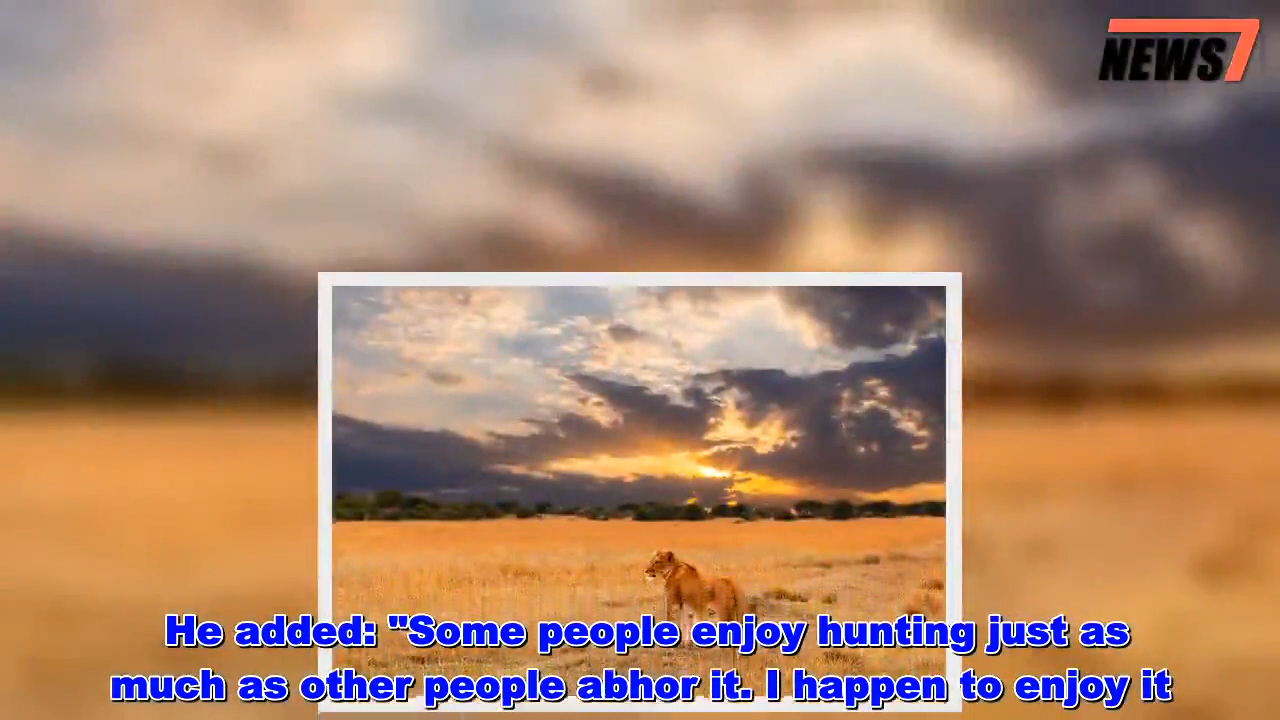 NEWS7
He added: "Some people enjoy hunting just as
much as other people abhor it. I happen to enjoy it